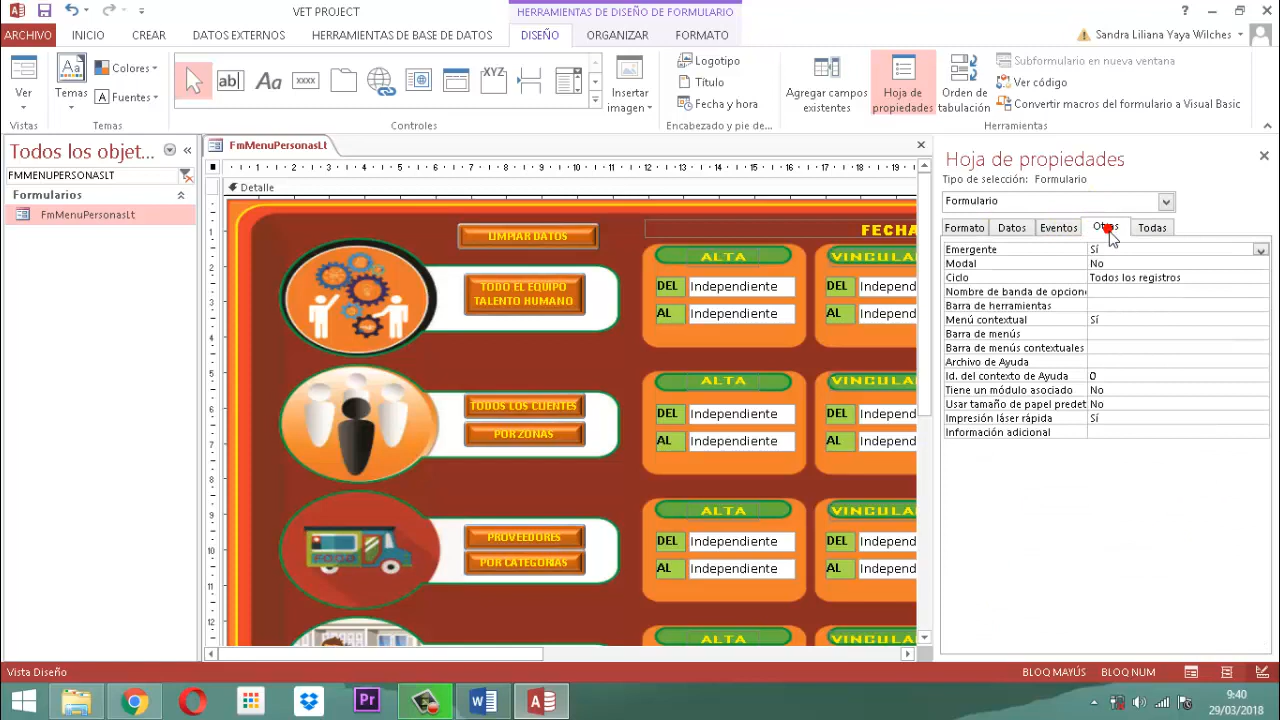 VET PROJECT
HERRAMIENTAS DE DISEÑO DE FORMULARIO
ARCHIVO INICIO CREAR DATOS EXTERNOS HERRAMIENTAS DE BASE DE DATOS DISEÑO ORGANIZAR FORMATO Sandra Liliana Yaya Wilches
Ver
Vistas
Temas
Colores
Fuentes
Temas
ab|
Aa
xxxx
XYZ
Controles
Insertar imagen
Logotipo
Título
Fecha y hora
Encabezado y pie de...
Agregar campos existentes
Hoja de propiedades
Orden de tabulación
Subformulario en nueva ventana
Ver código
Convertir macros del formulario a Visual Basic
Herramientas
Todos los objet...
FMMENUPERSONASLT
Formularios
FmMenuPersonasLt
FmMenuPersonasLt
Detalle
LIMPIAR DATOS
FECHA
TODO EL EQUIPO
TALENTO HUMANO
ALTA VINCULA
DEL Independiente DEL Independ
AL Independiente AL Independ
TODOS LOS CLIENTES
POR ZONAS
ALTA VINCULA
DEL Independiente DEL Independ
AL Independiente AL Independ
PROVEEDORES
POR CATEGORIAS
ALTA VINCULA
DEL Independiente DEL Independ
AL Independiente AL Independ
ALTA VINCULA
Hoja de propiedades
Tipo de selección: Formulario
Formulario
Formato Datos Eventos Otras Todas
Emergente Sí
Modal No
Ciclo Todos los registros
Nombre de banda de opcione
Barra de herramientas
Menú contextual Sí
Barra de menús
Barra de menús contextuales
Archivo de Ayuda
Id. del contexto de Ayuda 0
Tiene un módulo asociado No
Usar tamaño de papel predet No
Impresión láser rápida Sí
Información adicional
Vista Diseño
BLOQ MAYÚS BLOQ NUM
9:40
29/03/2018